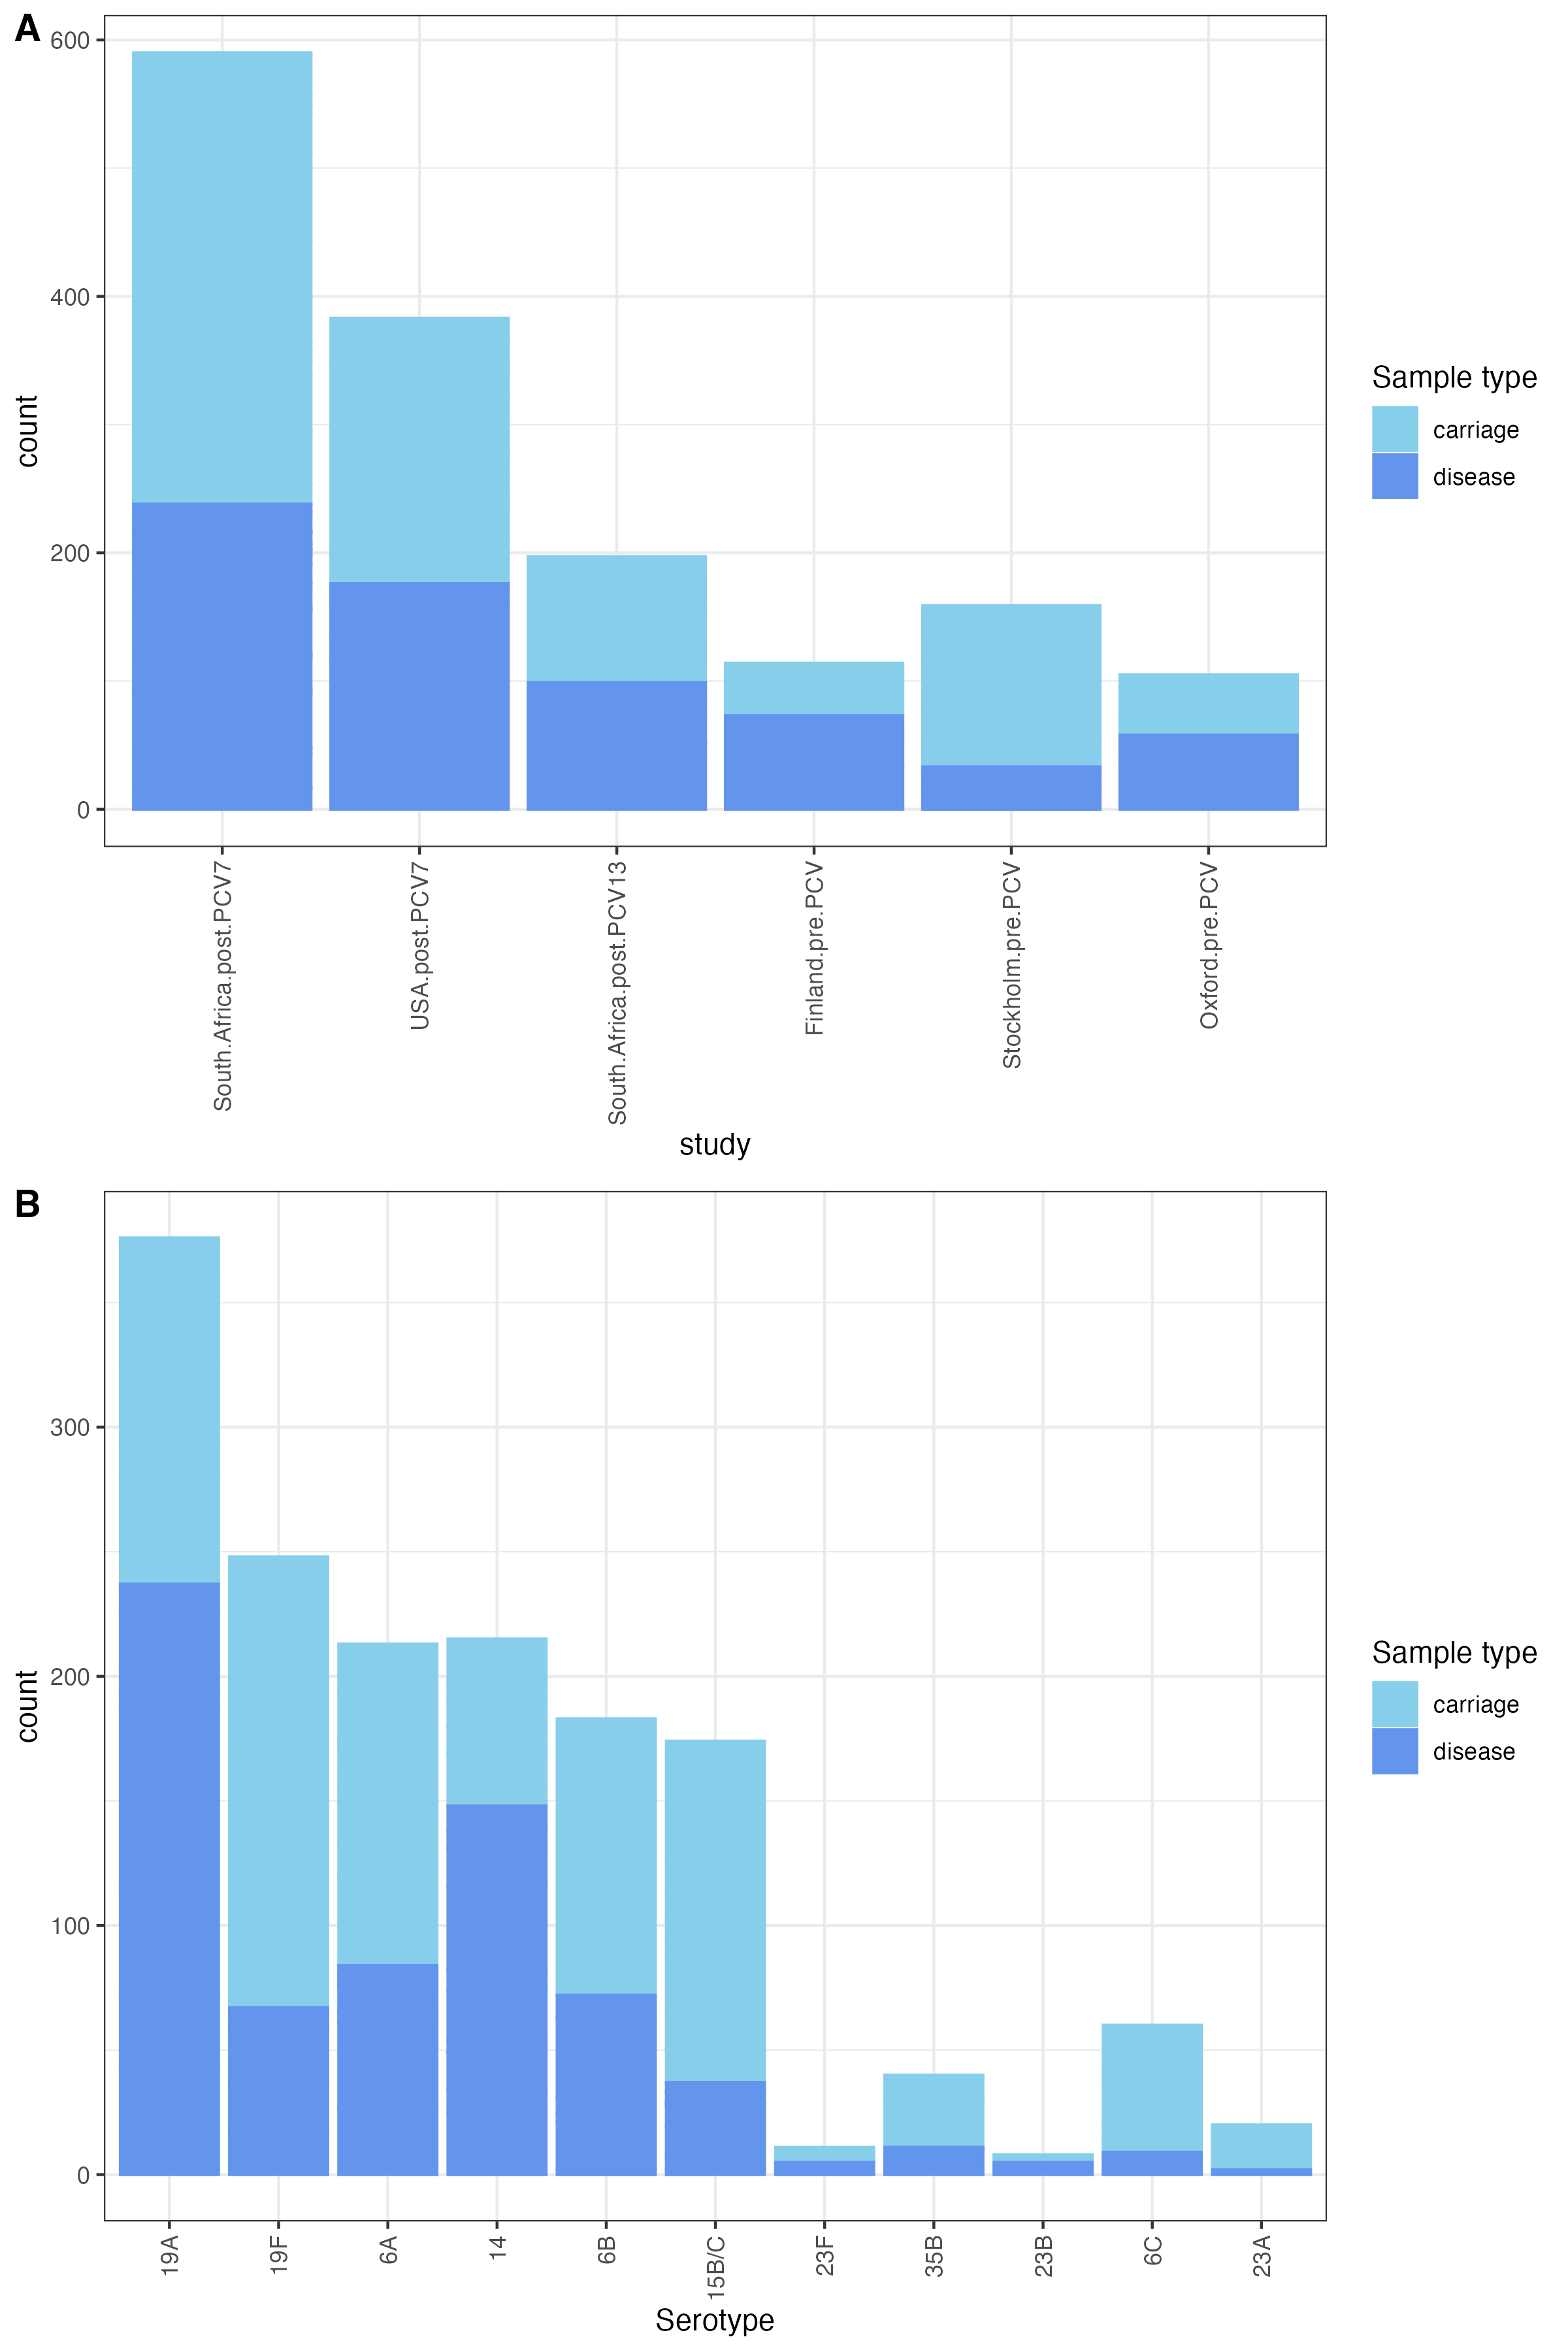 A
600
400
200
0
count
South.Africa.post.PCV7
USA.post.PCV7
South.Africa.post.PCV13
Finland.pre.PCV
Stockholm.pre.PCV
Oxford.pre.PCV
study
Sample type
carriage
disease
B
300
200
100
0
count
19A
19F
6A
14
6B
15B/C
23F
35B
23B
6C
23A
Serotype
Sample type
carriage
disease